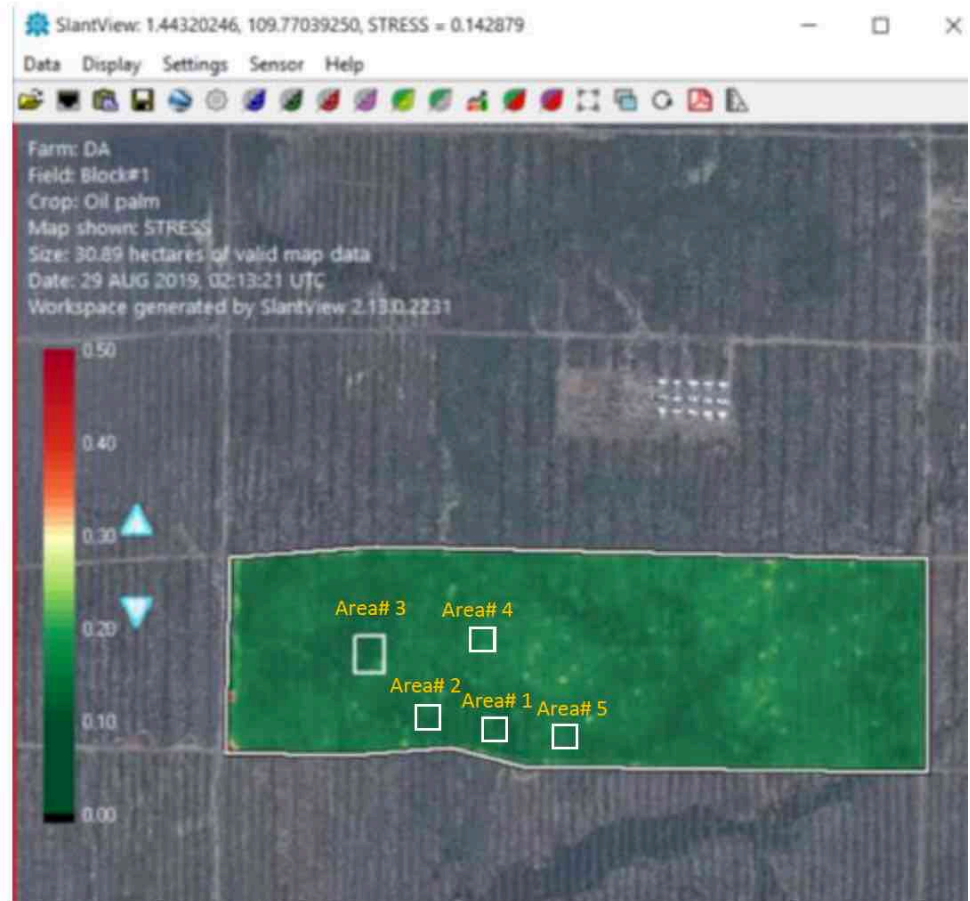 SlantView: 1.44320246, 109.77039250, STRESS = 0.142879
Data Display Settings Sensor Help
Farm: DA
Field: Block#1
Crop: Oil palm
Map shown: STRESS
Size: 30.89 hectares of valid map data
Date: 29 AUG 2019, 02:13:21 UTC
Workspace generated by SlantView 2.13.0.2231
0.50
0.40
0.30
0.20
0.10
0.00
Area# 3
Area# 4
Area# 2
Area# 1
Area# 5